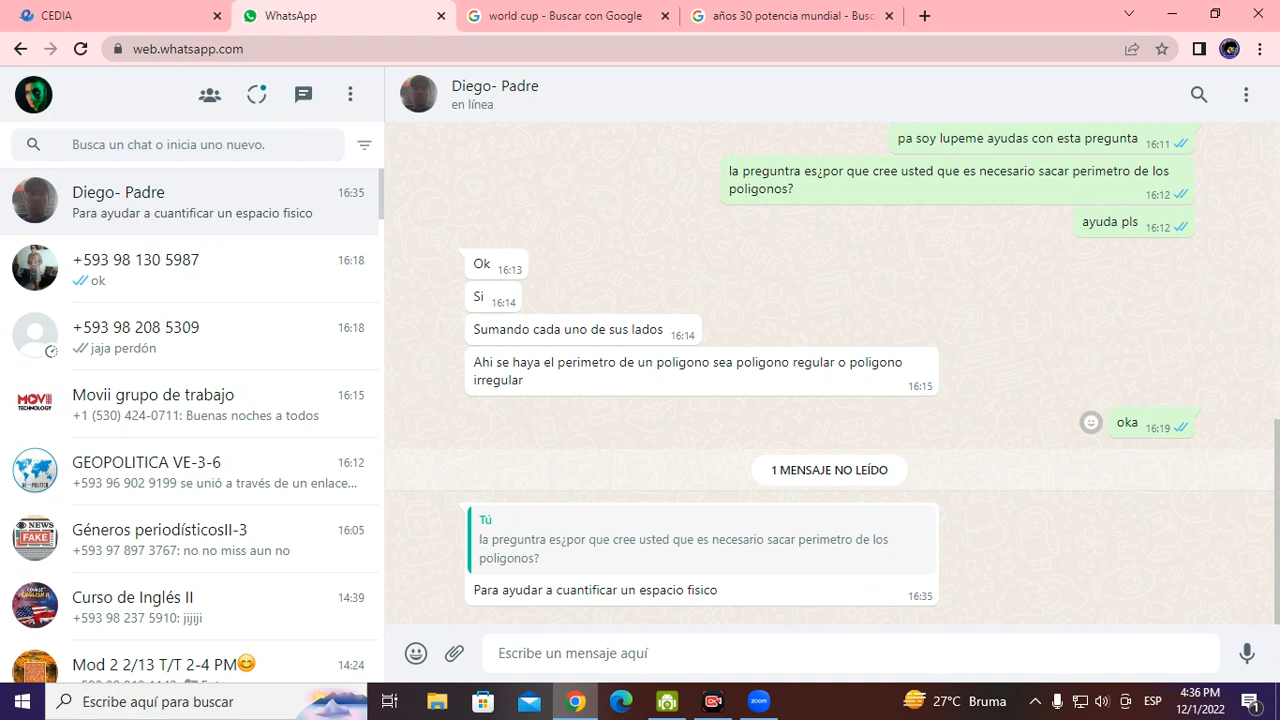 CEDIA
WhatsApp
world cup - Buscar con Google
años 30 potencia mundial - Busc
web.whatsapp.com
Busca un chat o inicia uno nuevo.
Diego- Padre 16:35
Para ayudar a cuantificar un espacio fisico
+593 98 130 5987 16:18
ok
+593 98 208 5309 16:18
jaja perdón
MOVII TECHNOLOGY
Movii grupo de trabajo 16:15
+1 (530) 424-0711: Buenas noches a todos
GEOPOLITICA VE-3-6 16:12
+593 96 902 9199 se unió a través de un enlace...
NEWS
FAKE
Géneros periodísticosII-3 16:05
+593 97 897 3767: no no miss aun no
Curso de Inglés II 14:39
+593 98 237 5910: jijiji
Mod 2 2/13 T/T 2-4 PM😊 14:24
Diego- Padre
en línea
pa soy lupeme ayudas con esta pregunta 16:11
la preguntra es¿por que cree usted que es necesario sacar perimetro de los
poligonos? 16:12
ayuda pls 16:12
Ok 16:13
Si 16:14
Sumando cada uno de sus lados 16:14
Ahi se haya el perimetro de un poligono sea poligono regular o poligono
irregular 16:15
oka 16:19
1 MENSAJE NO LEÍDO
Tú
la preguntra es¿por que cree usted que es necesario sacar perimetro de los
poligonos?
Para ayudar a cuantificar un espacio fisico 16:35
Escribe un mensaje aquí
Escribe aquí para buscar
zoom
27°C Bruma
ESP
4:36 PM
12/1/2022
1